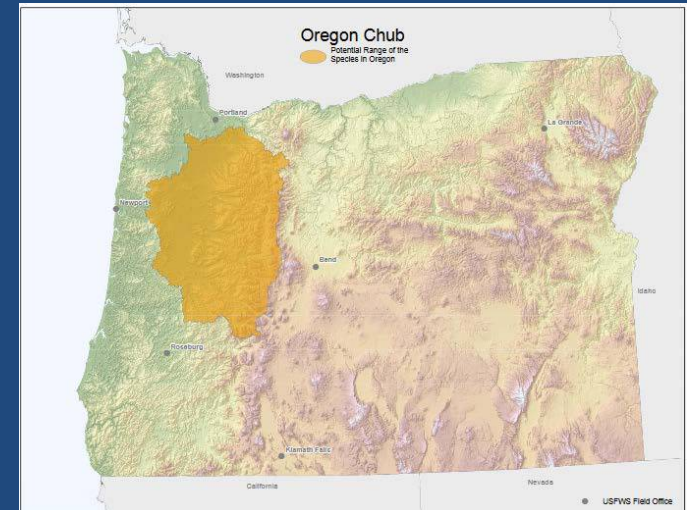 Oregon Chub
Potential Range of the
Species in Oregon
Washington
Portland
La Grande
Newport
Bend
Idaho
Roseburg
Klamath Falls
California
Nevada
USFWS Field Office